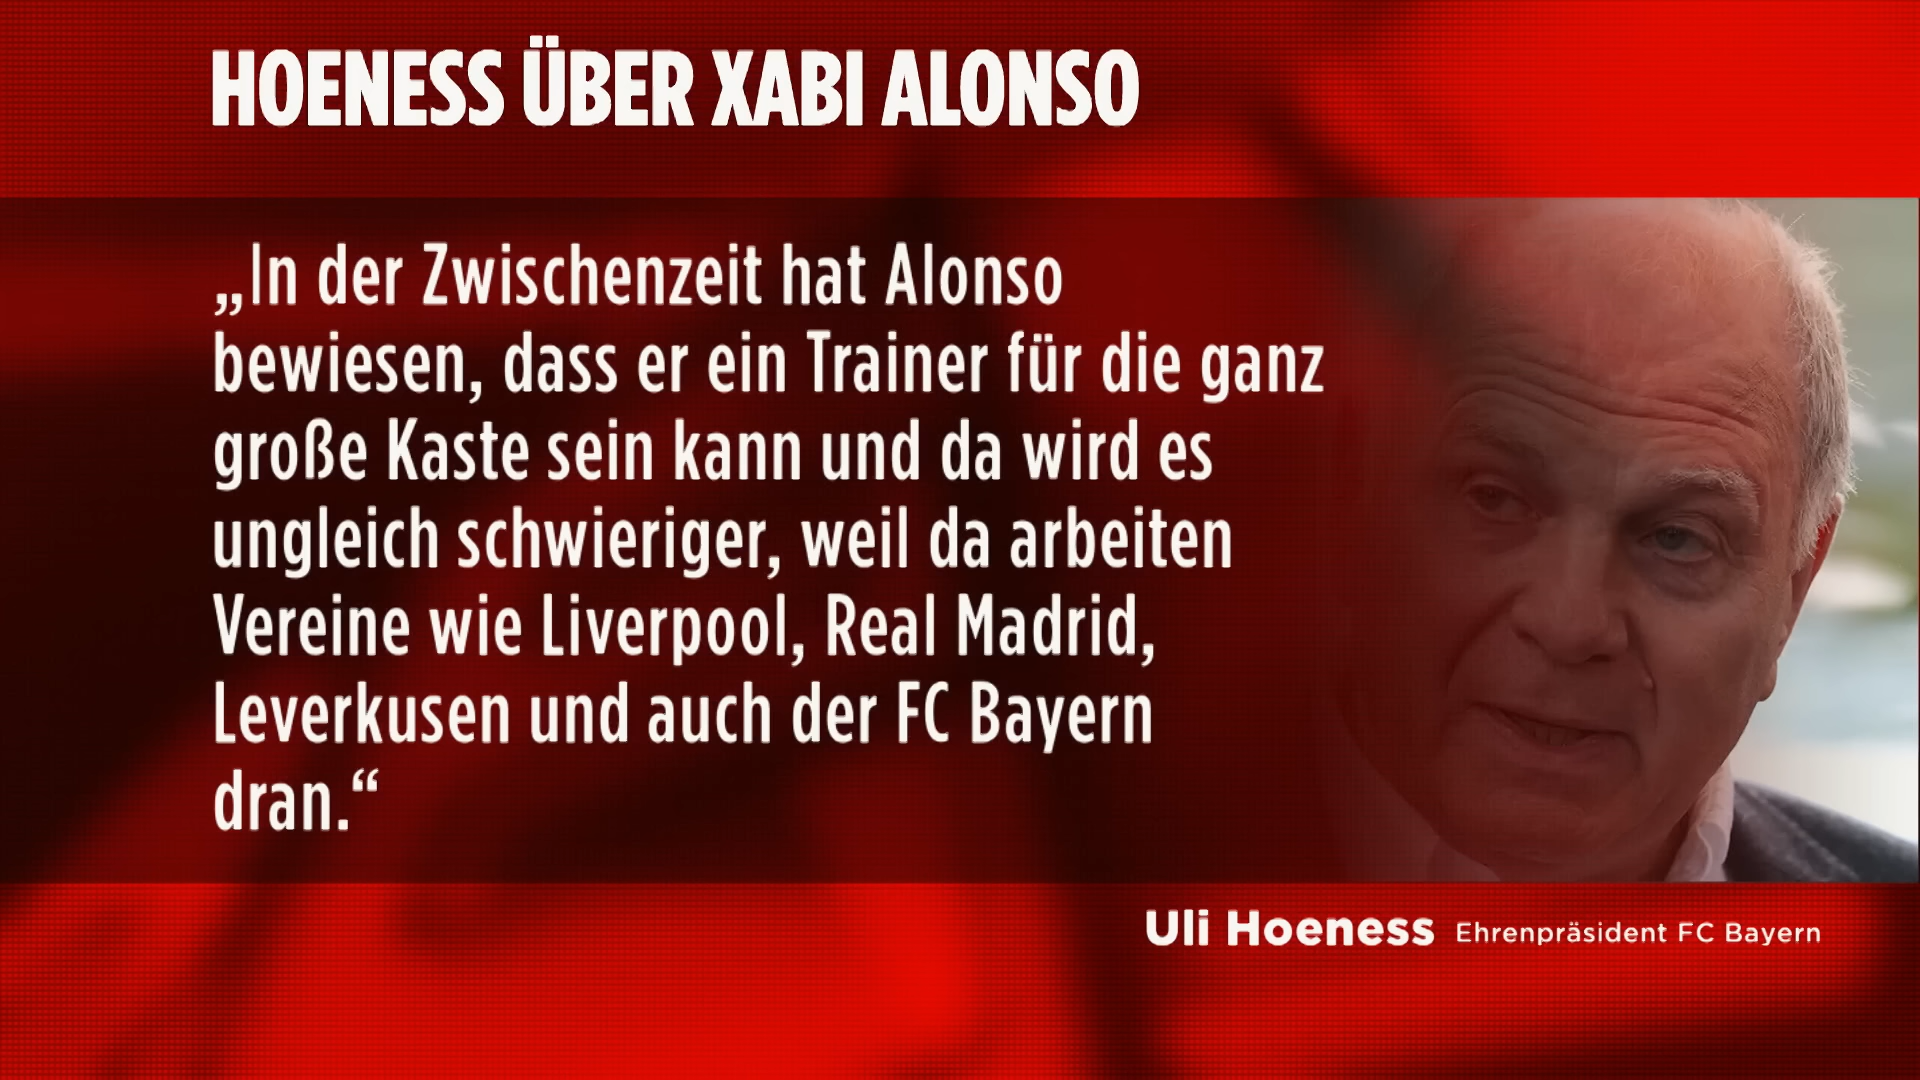 HOENESS ÜBER XABI ALONSO
„In der Zwischenzeit hat Alonso
bewiesen, dass er ein Trainer für die ganz
große Kaste sein kann und da wird es
ungleich schwieriger, weil da arbeiten
Vereine wie Liverpool, Real Madrid,
Leverkusen und auch der FC Bayern
dran.“
Uli Hoeness Ehrenpräsident FC Bayern